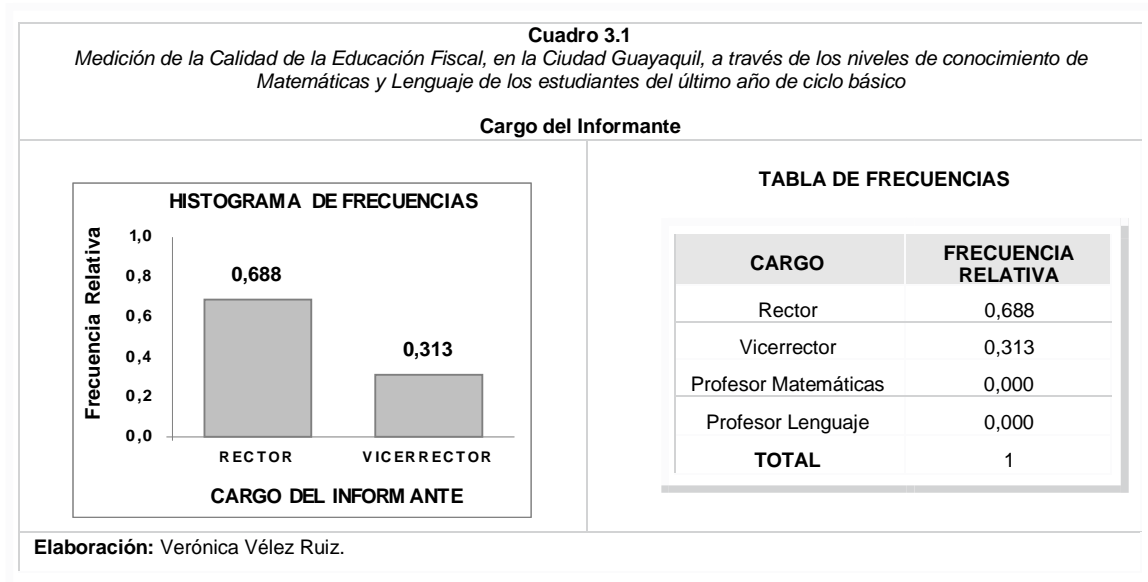 Cuadro 3.1
Medición de la Calidad de la Educación Fiscal, en la Ciudad Guayaquil, a través de los niveles de conocimiento de
Matemáticas y Lenguaje de los estudiantes del último año de ciclo básico
Cargo del Informante
HISTOGRAMA DE FRECUENCIAS
Frecuencia Relativa
1,0
0,8
0,6
0,4
0,2
0,0
0,688
0,313
RECTOR VICERRECTOR
CARGO DEL INFORMANTE
TABLA DE FRECUENCIAS
CARGO FRECUENCIA
RELATIVA
Rector 0,688
Vicerrector 0,313
Profesor Matemáticas 0,000
Profesor Lenguaje 0,000
TOTAL 1
Elaboración: Verónica Vélez Ruiz.